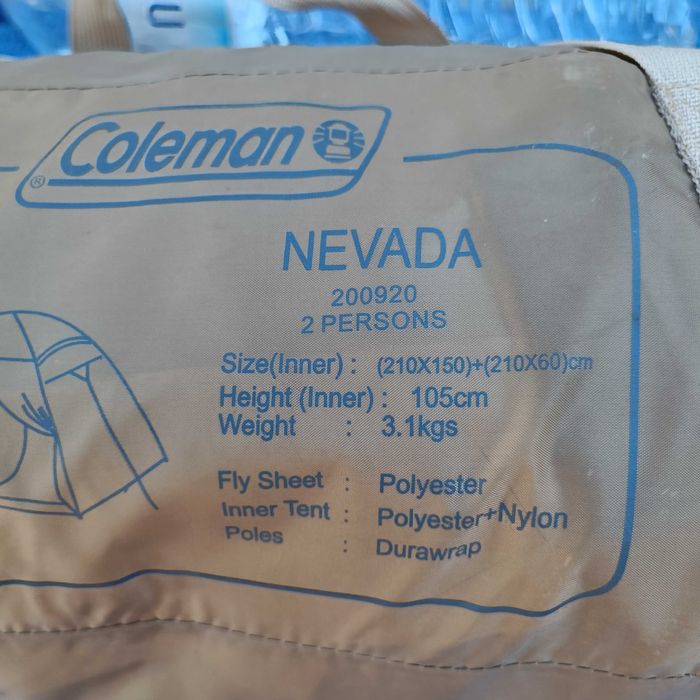 Coleman
®
NEVADA
200920
2 PERSONS
Size(Inner) : (210X150)+(210X60)cm
Height (Inner) : 105cm
Weight : 3.1kgs
Fly Sheet : Polyester
Inner Tent : Polyester+Nylon
Poles : Durawrap